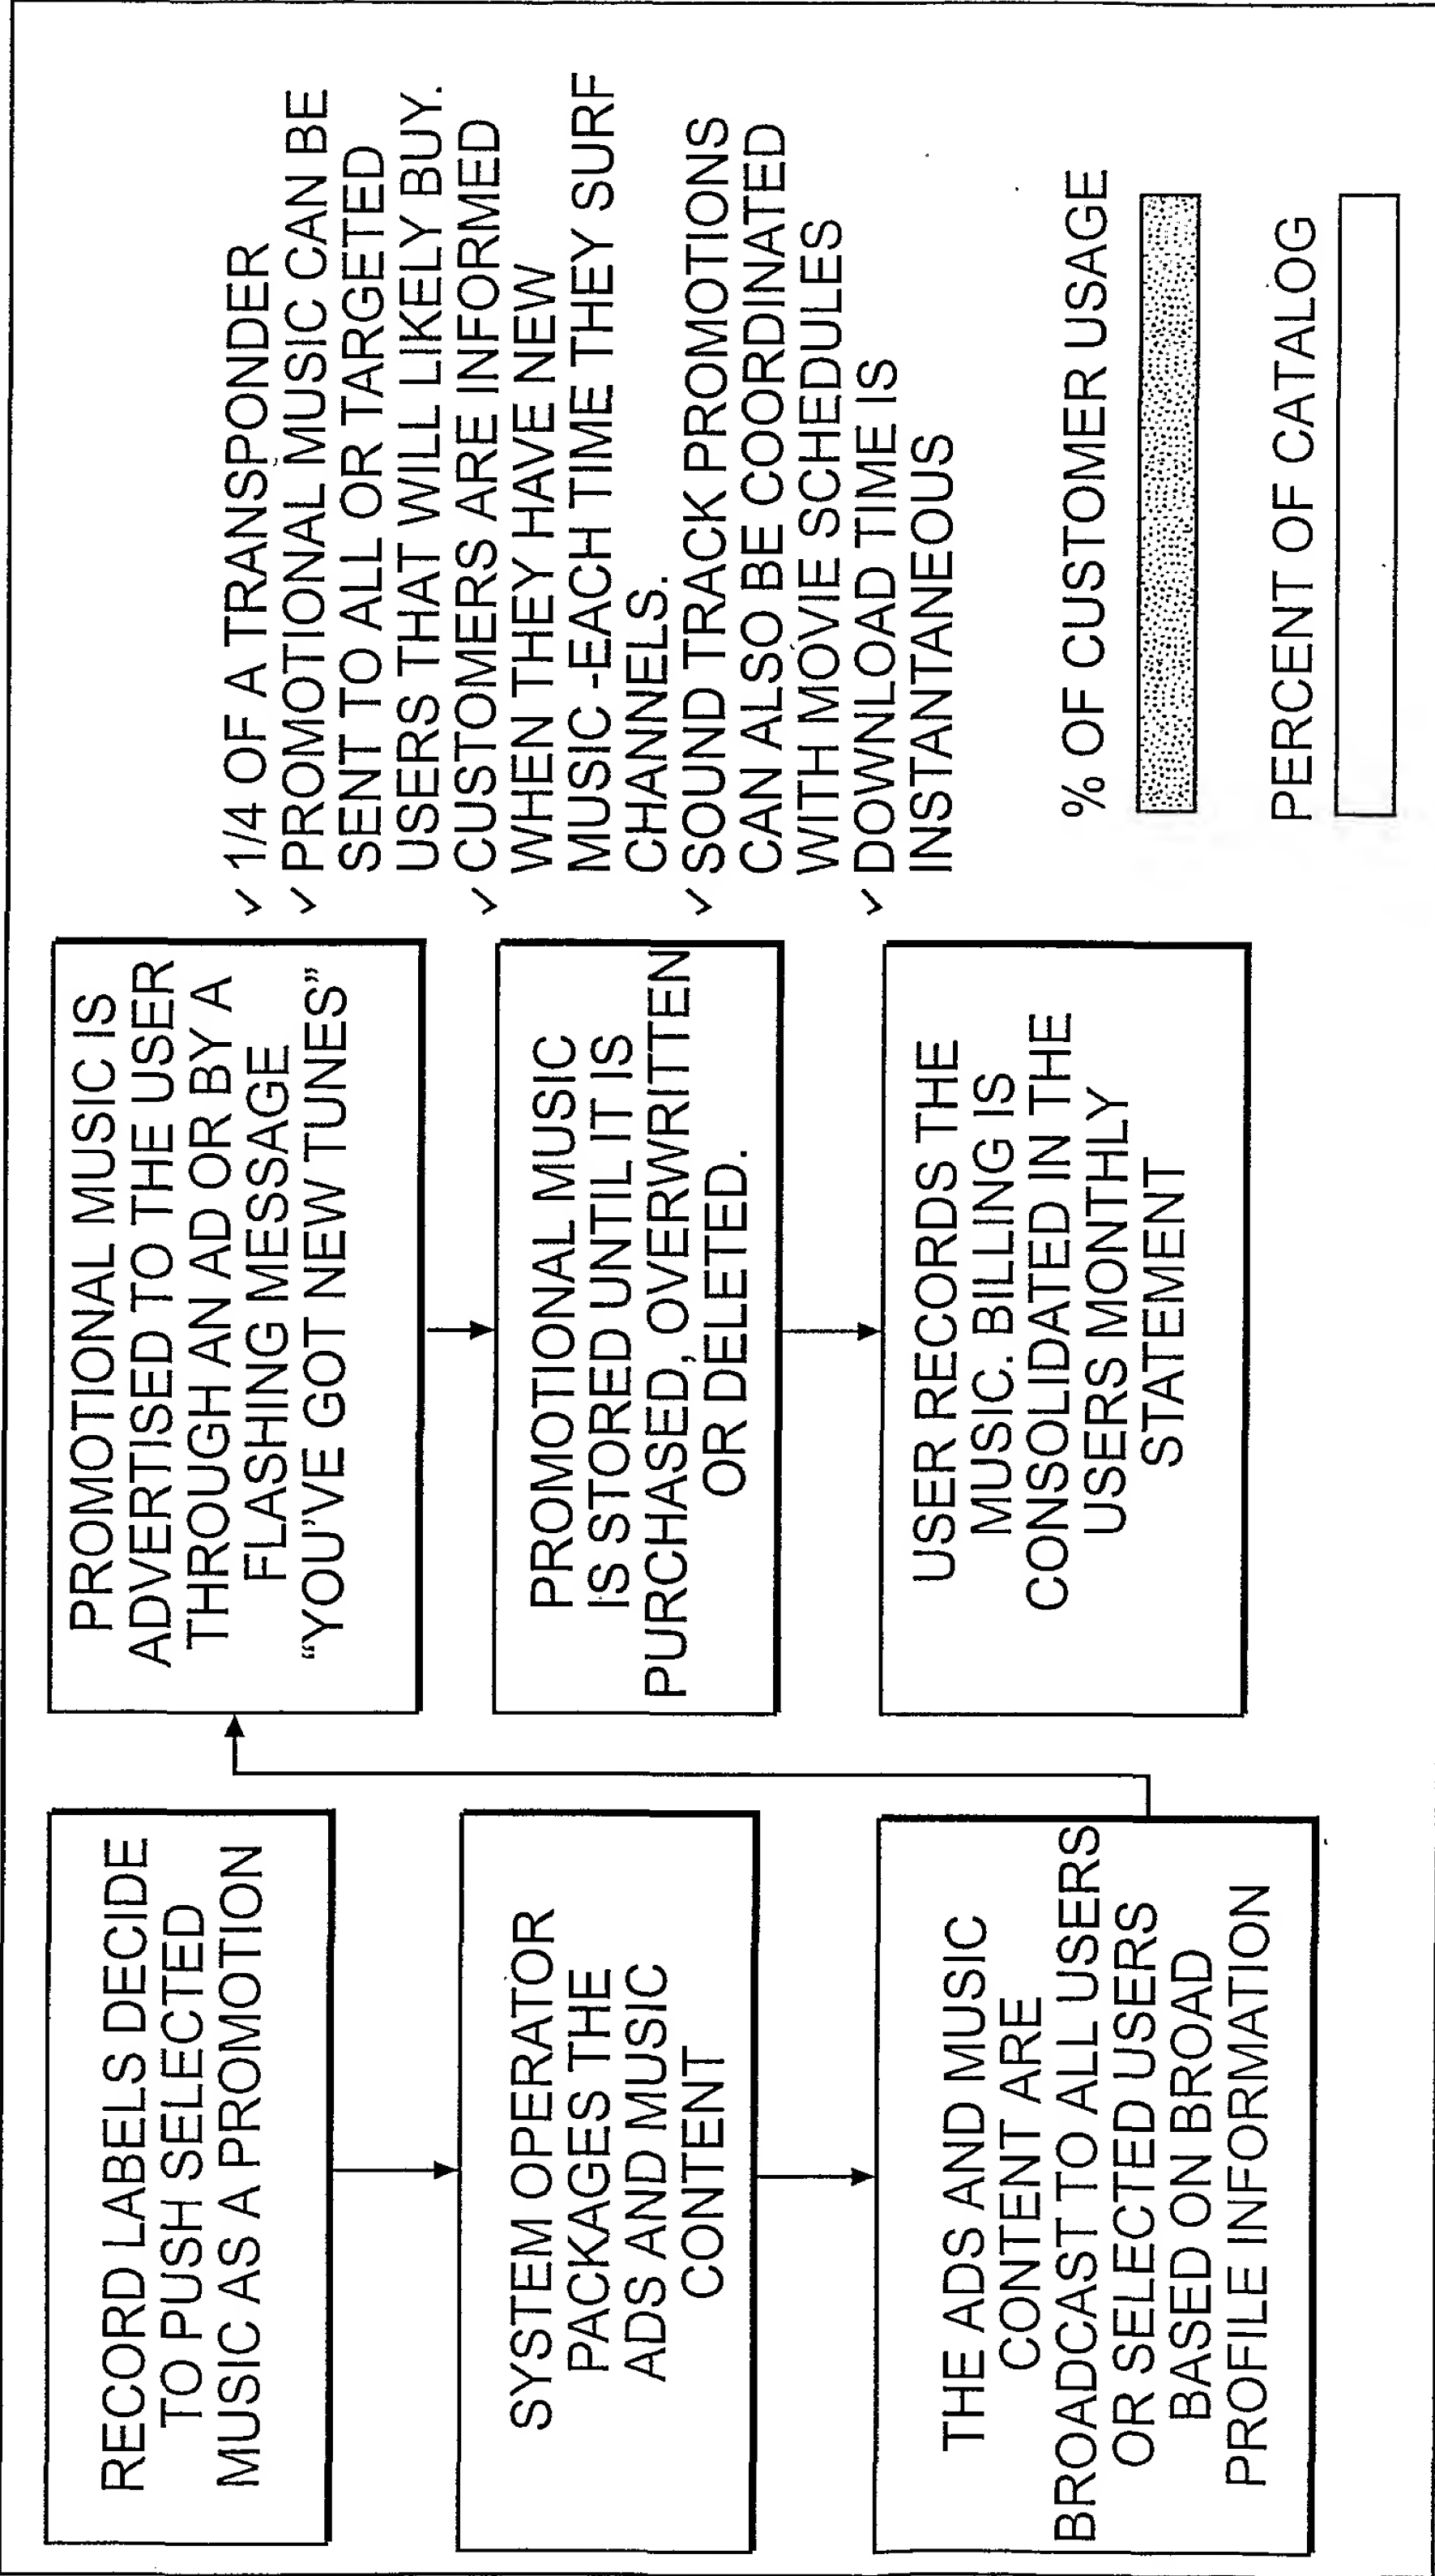 RECORD LABELS DECIDE
TO PUSH SELECTED
MUSIC AS A PROMOTION
SYSTEM OPERATOR
PACKAGES THE
ADS AND MUSIC
CONTENT
THE ADS AND MUSIC
CONTENT ARE
BROADCAST TO ALL USERS
OR SELECTED USERS
BASED ON BROAD
PROFILE INFORMATION
PROMOTIONAL MUSIC IS
ADVERTISED TO THE USER
THROUGH AN AD OR BY A
FLASHING MESSAGE
“YOU'VE GOT NEW TUNES”
PROMOTIONAL MUSIC
IS STORED UNTIL IT IS
PURCHASED, OVERWRITTEN
OR DELETED.
USER RECORDS THE
MUSIC. BILLING IS
CONSOLIDATED IN THE
USERS MONTHLY
STATEMENT
✓ 1/4 OF A TRANSPONDER
✓ PROMOTIONAL MUSIC CAN BE
SENT TO ALL OR TARGETED
USERS THAT WILL LIKELY BUY.
✓ CUSTOMERS ARE INFORMED
WHEN THEY HAVE NEW
MUSIC -EACH TIME THEY SURF
CHANNELS.
✓ SOUND TRACK PROMOTIONS
CAN ALSO BE COORDINATED
WITH MOVIE SCHEDULES
✓ DOWNLOAD TIME IS
INSTANTANEOUS
% OF CUSTOMER USAGE
PERCENT OF CATALOG